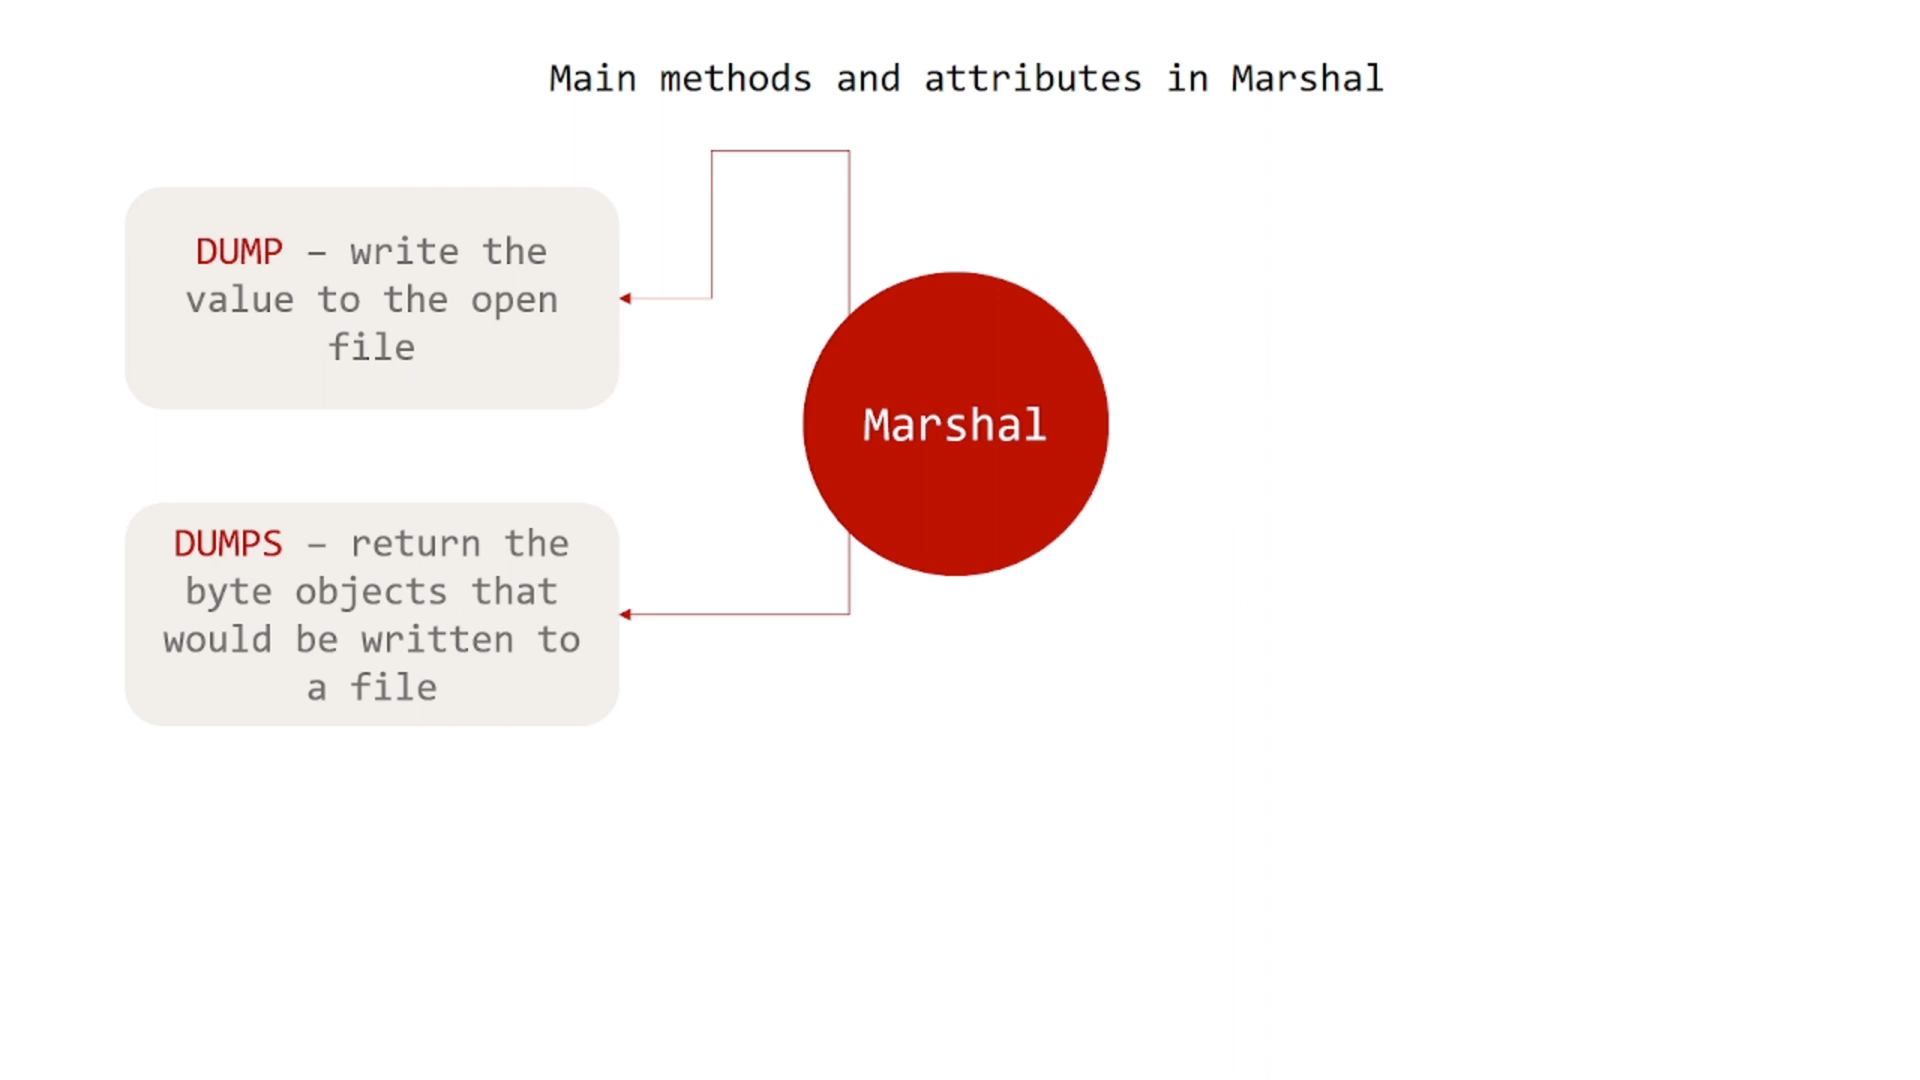 Main methods and attributes in Marshal
DUMP – write the
value to the open
file
Marshal
DUMPS – return the
byte objects that
would be written to
a file